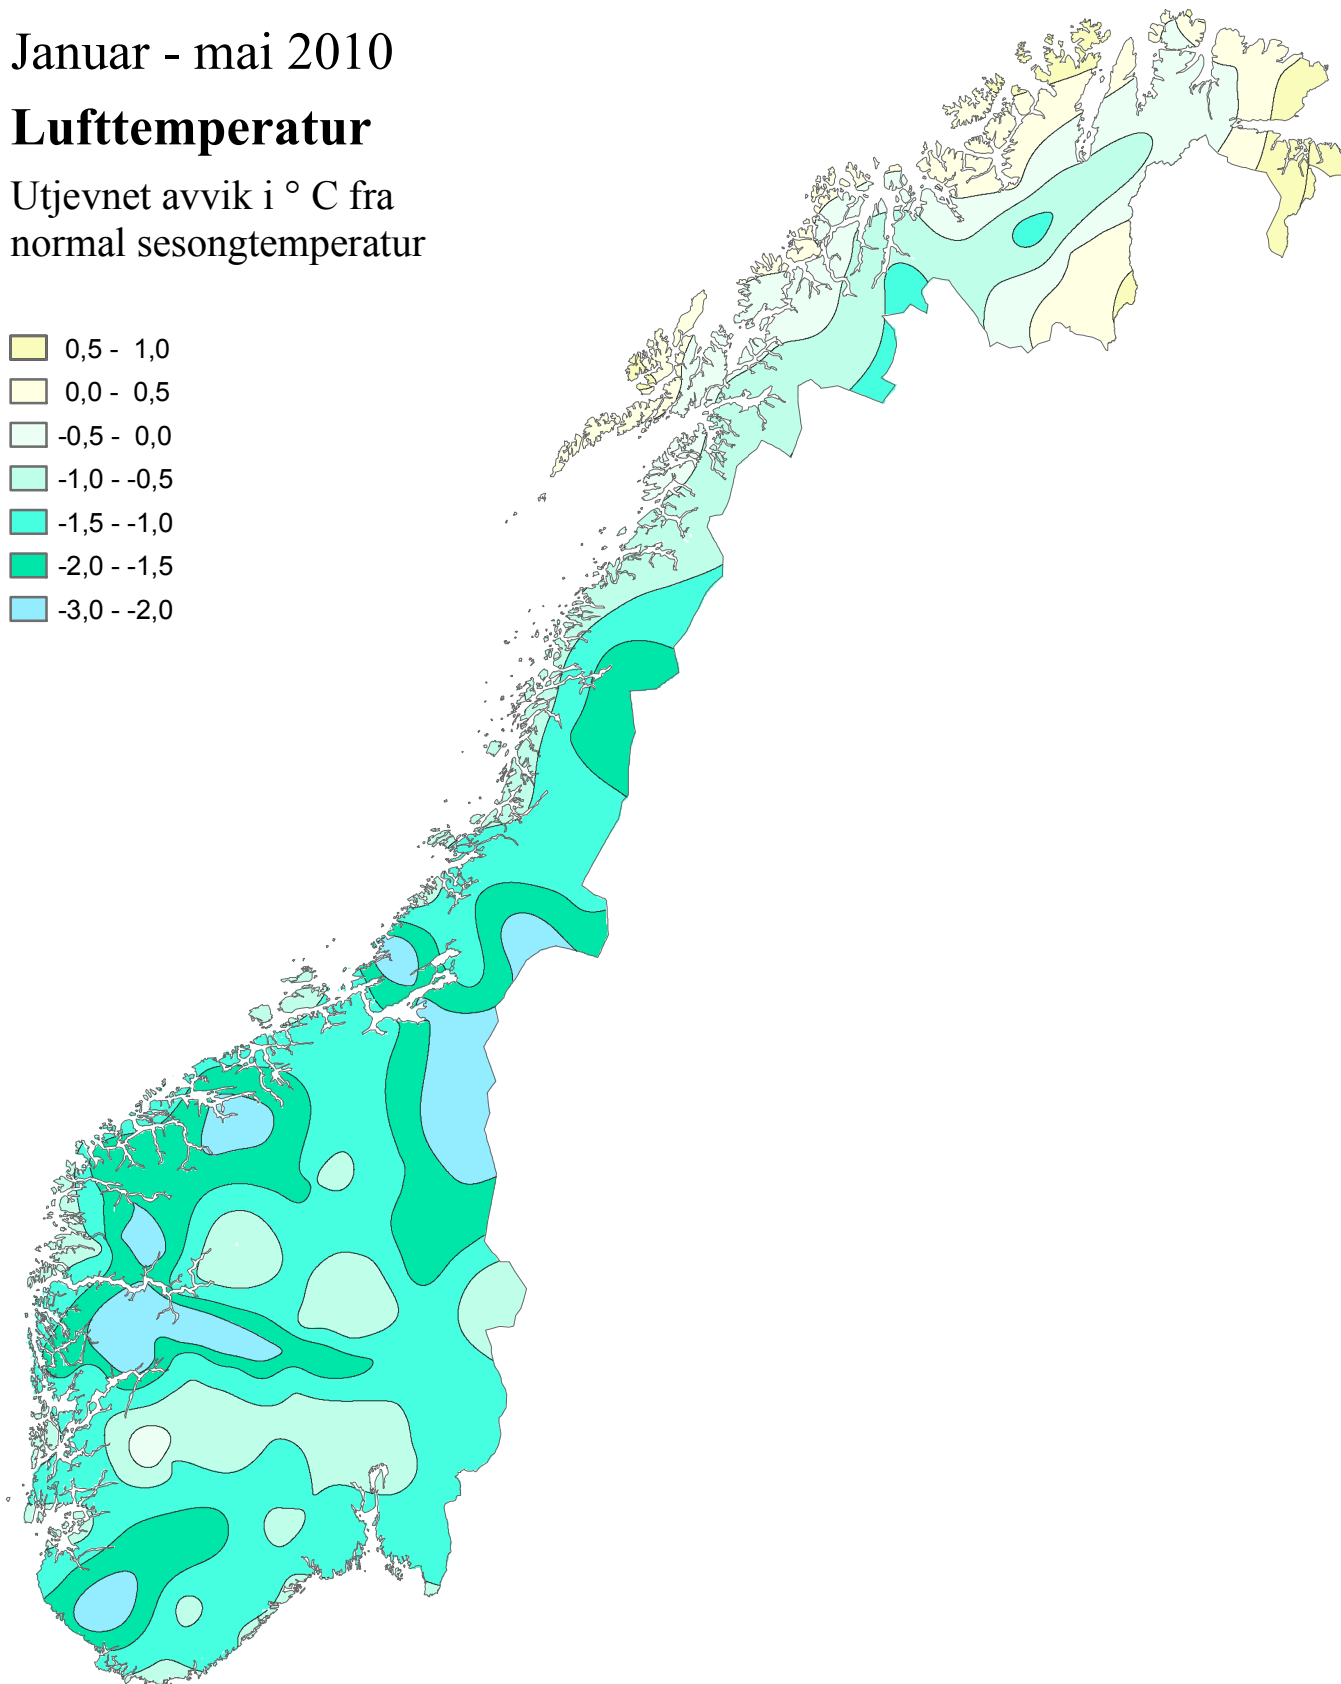 Januar - mai 2010
Lufttemperatur
Utjevnet avvik i ° C fra
normal sesongtemperatur
0,5 - 1,0
0,0 - 0,5
-0,5 - 0,0
-1,0 - -0,5
-1,5 - -1,0
-2,0 - -1,5
-3,0 - -2,0